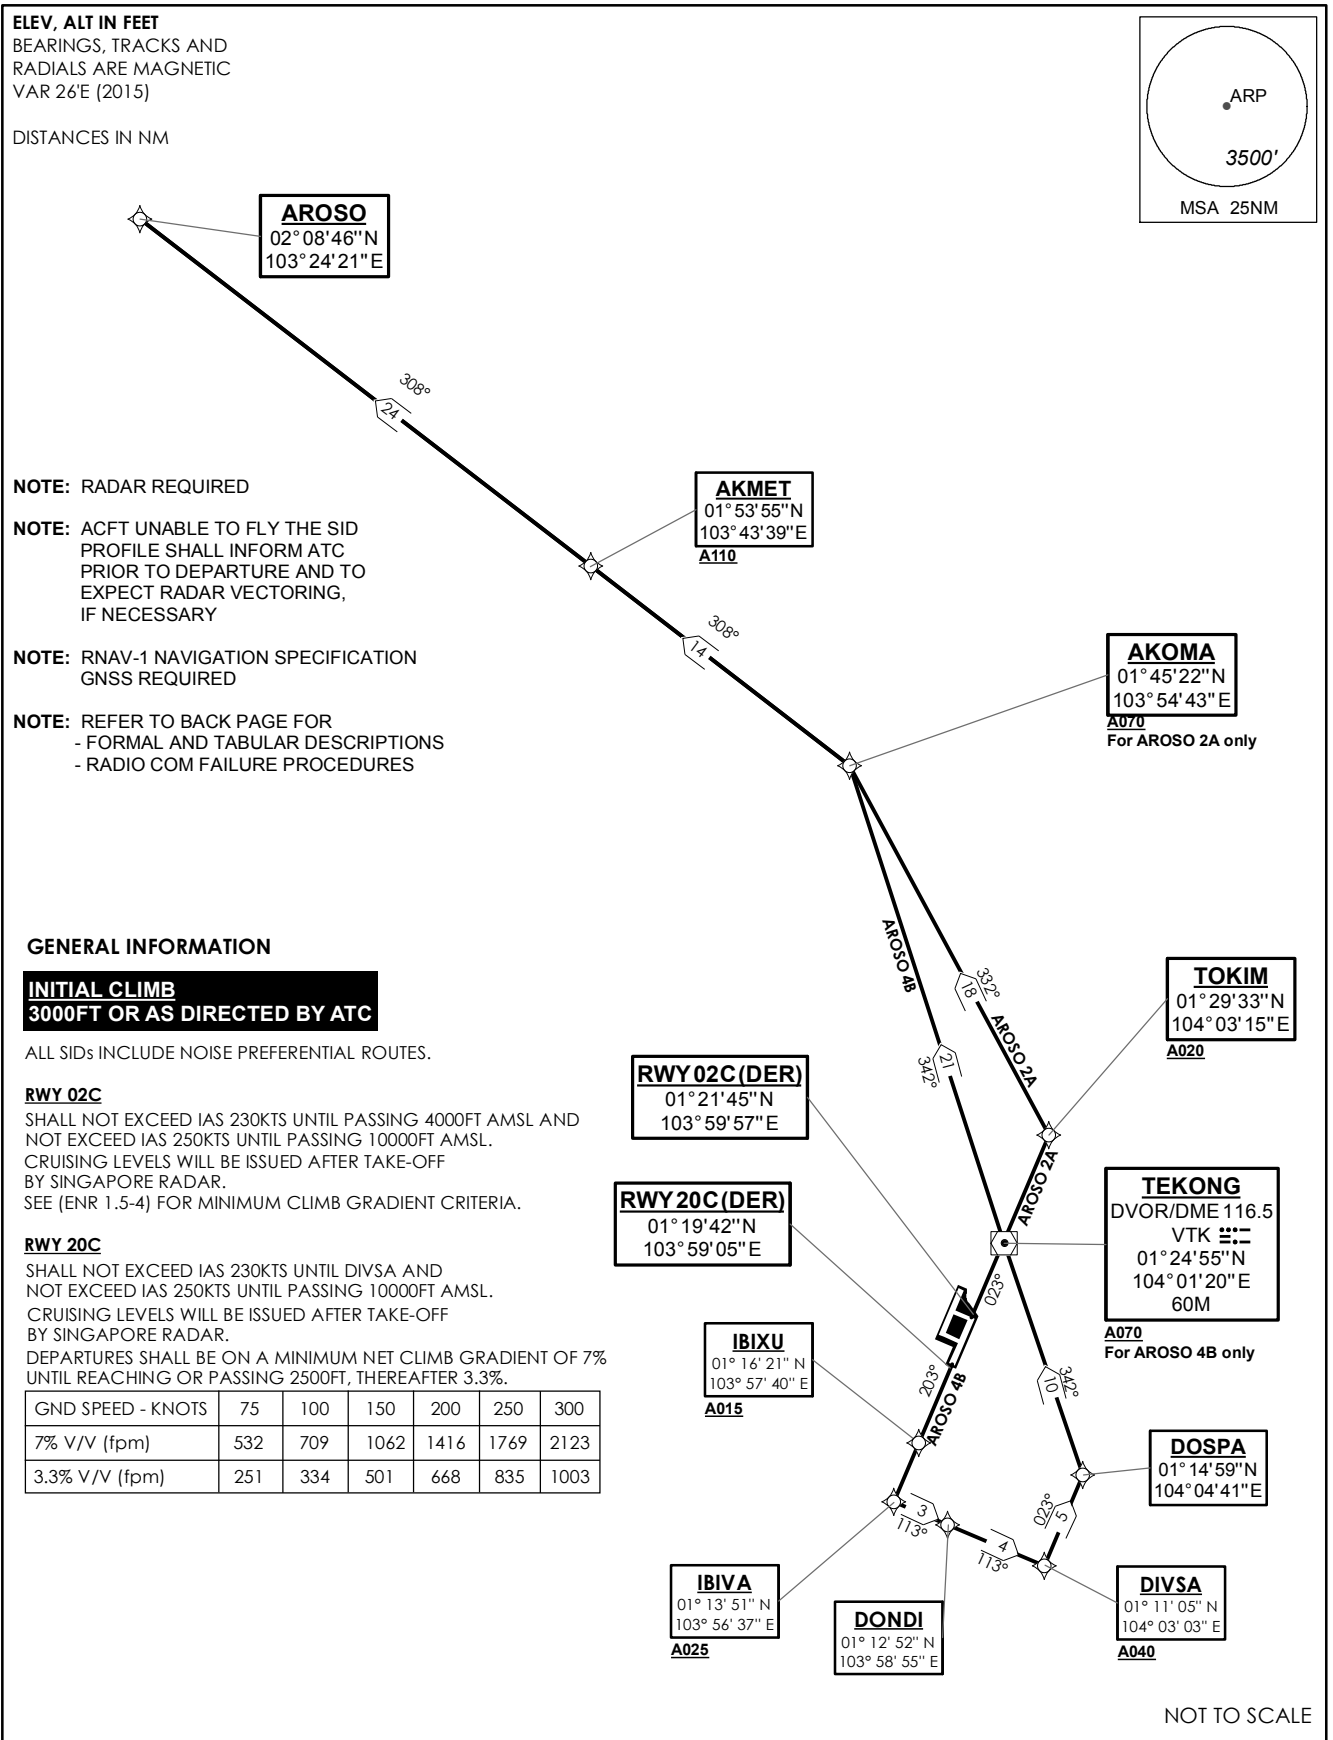 ELEV, ALT IN FEET
BEARINGS, TRACKS AND
RADIALS ARE MAGNETIC
VAR 26'E (2015)
DISTANCES IN NM
ARP
3500'
MSA 25NM
AROSO
02°08'46"N
103°24'21"E
308°
24
NOTE: RADAR REQUIRED
NOTE: ACFT UNABLE TO FLY THE SID
PROFILE SHALL INFORM ATC
PRIOR TO DEPARTURE AND TO
EXPECT RADAR VECTORING,
IF NECESSARY
NOTE: RNAV-1 NAVIGATION SPECIFICATION
GNSS REQUIRED
NOTE: REFER TO BACK PAGE FOR
- FORMAL AND TABULAR DESCRIPTIONS
- RADIO COM FAILURE PROCEDURES
AKMET
01°53'55"N
103°43'39"E
A110
308°
14
AKOMA
01°45'22"N
103°54'43"E
A070
For AROSO 2A only
GENERAL INFORMATION
INITIAL CLIMB
3000FT OR AS DIRECTED BY ATC
ALL SIDs INCLUDE NOISE PREFERENTIAL ROUTES.
RWY 02C
SHALL NOT EXCEED IAS 230KTS UNTIL PASSING 4000FT AMSL AND
NOT EXCEED IAS 250KTS UNTIL PASSING 10000FT AMSL.
CRUISING LEVELS WILL BE ISSUED AFTER TAKE-OFF
BY SINGAPORE RADAR.
SEE (ENR 1.5-4) FOR MINIMUM CLIMB GRADIENT CRITERIA.
RWY 20C
SHALL NOT EXCEED IAS 230KTS UNTIL DIVSA AND
NOT EXCEED IAS 250KTS UNTIL PASSING 10000FT AMSL.
CRUISING LEVELS WILL BE ISSUED AFTER TAKE-OFF
BY SINGAPORE RADAR.
DEPARTURES SHALL BE ON A MINIMUM NET CLIMB GRADIENT OF 7%
UNTIL REACHING OR PASSING 2500FT, THEREAFTER 3.3%.
GND SPEED - KNOTS 75 100 150 200 250 300
7% V/V (fpm) 532 709 1062 1416 1769 2123
3.3% V/V (fpm) 251 334 501 668 835 1003
AROSO 4B
21
342°
332°
18
AROSO 2A
TOKIM
01°29'33"N
104°03'15"E
A020
AROSO 2A
RWY 02C(DER)
01°21'45"N
103°59'57"E
RWY 20C(DER)
01°19'42"N
103°59'05"E
TEKONG
DVOR/DME 116.5
VTK
01°24'55"N
104°01'20"E
60M
A070
For AROSO 4B only
023°
203°
AROSO 4B
IBIXU
01° 16' 21" N
103° 57' 40" E
A015
342°
10
DOSPA
01°14'59"N
104°04'41"E
023°
5
3
113°
4
113°
IBIVA
01° 13' 51" N
103° 56' 37" E
A025
DONDI
01° 12' 52" N
103° 58' 55" E
DIVSA
01° 11' 05" N
104° 03' 03" E
A040
NOT TO SCALE